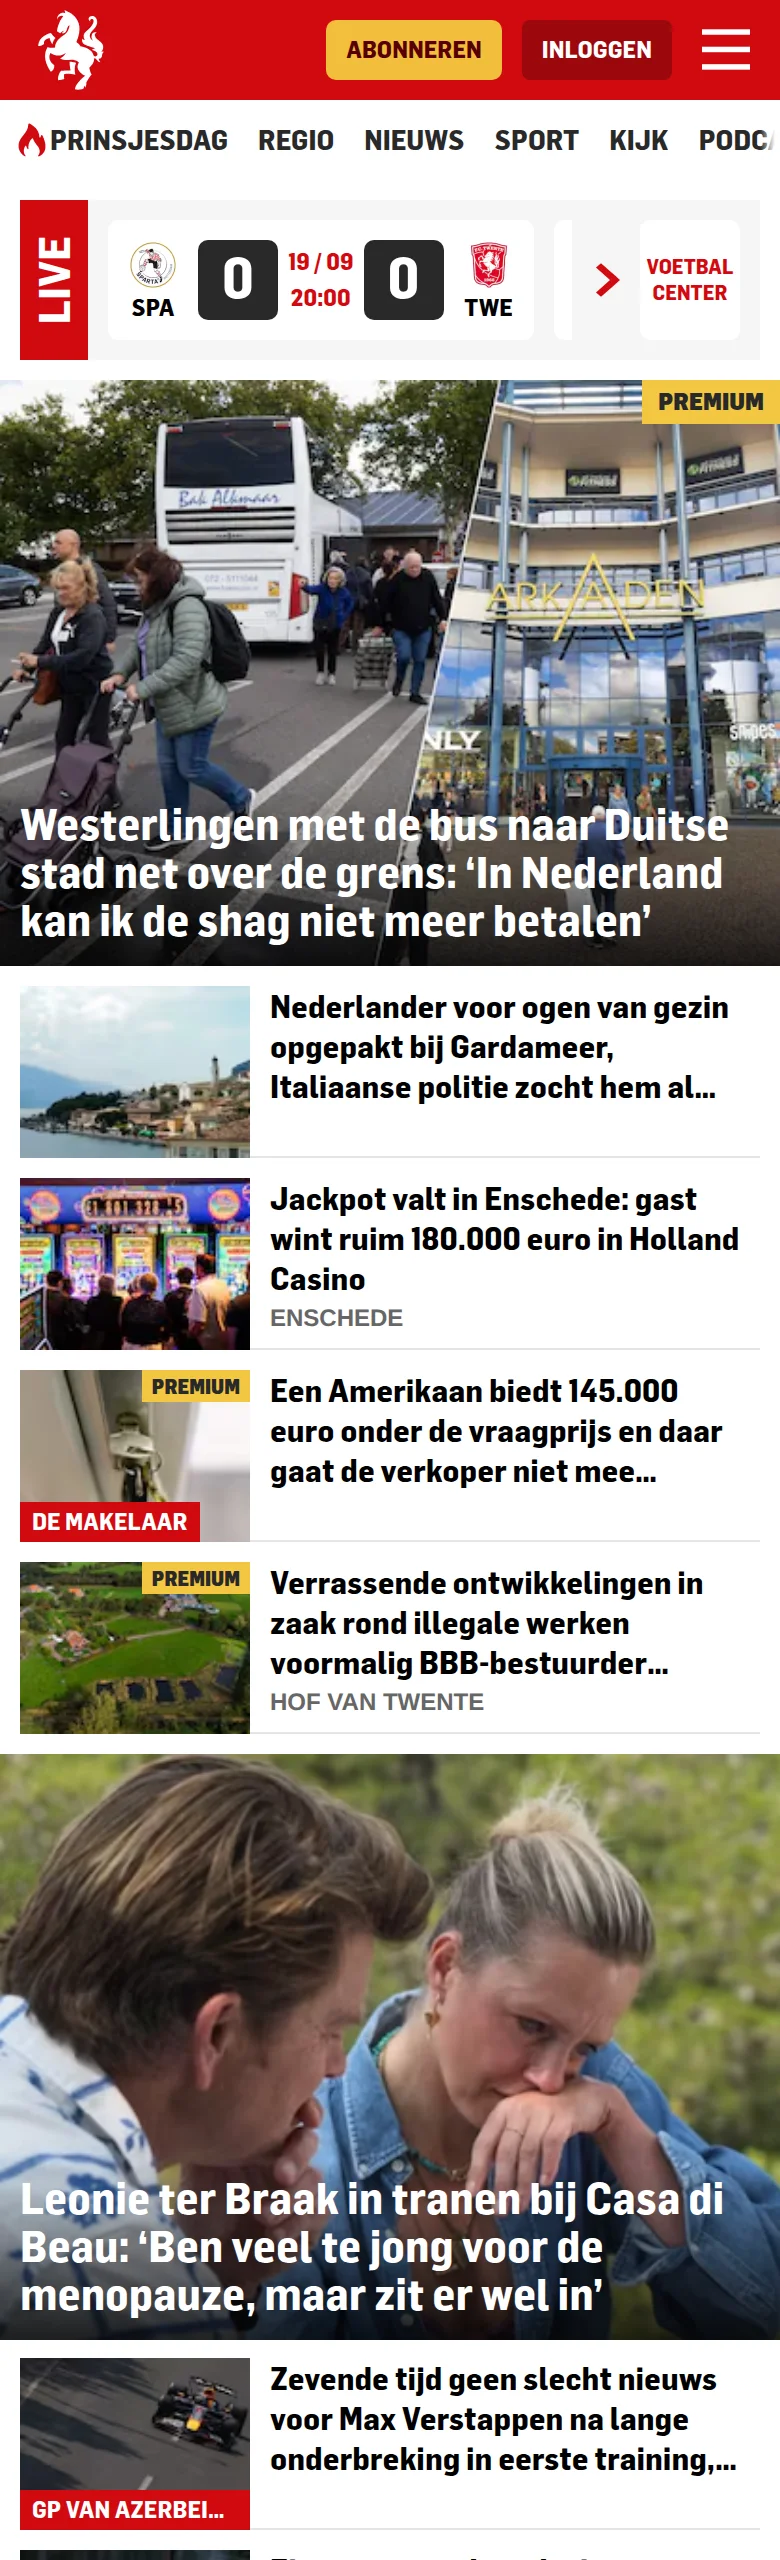 ABONNEREN
INLOGGEN
PRINSJESDAG REGIO NIEUWS SPORT KIJK
LIVE
SPA
0
19 / 09
20:00
0
TWE
VOETBAL
CENTER
PREMIUM
Bak Alkmaar
ARKADEN
Westerlingen met de bus naar Duitse
stad net over de grens: ‘In Nederland
kan ik de shag niet meer betalen’
Nederlander voor ogen van gezin
opgepakt bij Gardameer,
Italiaanse politie zocht hem al...
Jackpot valt in Enschede: gast
wint ruim 180.000 euro in Holland
Casino
ENSCHEDE
PREMIUM
DE MAKELAAR
Een Amerikaan biedt 145.000
euro onder de vraagprijs en daar
gaat de verkoper niet mee...
PREMIUM
Verrassende ontwikkelingen in
zaak rond illegale werken
voormalig BBB-bestuurder...
HOF VAN TWENTE
Leonie ter Braak in tranen bij Casa di
Beau: ‘Ben veel te jong voor de
menopauze, maar zit er wel in’
GP VAN AZERBEI...
Zevende tijd geen slecht nieuws
voor Max Verstappen na lange
onderbreking in eerste training,...